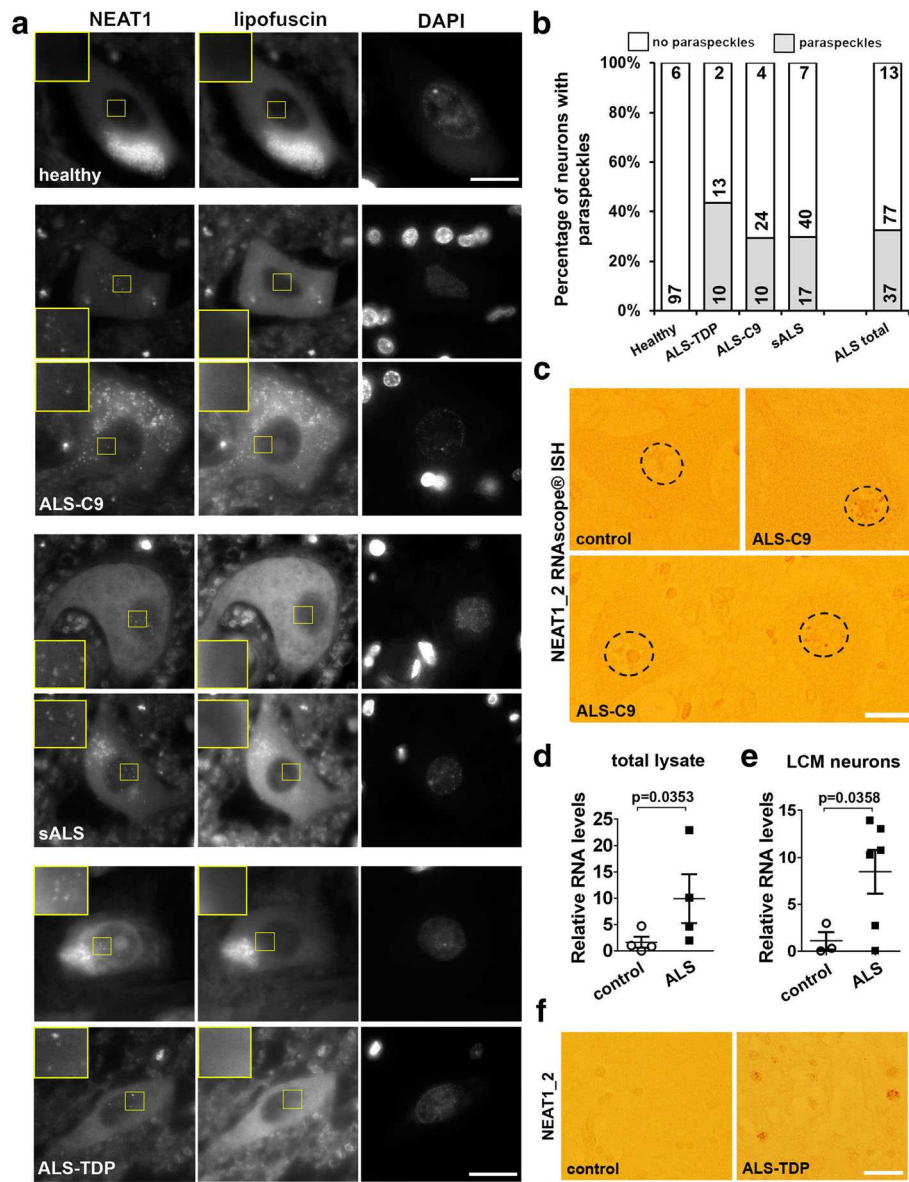 a
NEAT1 lipofuscin DAPI
healthy
ALS-C9
sALS
ALS-TDP
b
no paraspeckles paraspeckles
Percentage of neurons with
paraspeckles
100%
80%
60%
40%
20%
0%
6 2 4 7 13
97 13 24 40 77
10 10 17 37
Healthy ALS-TDP ALS-C9 sALS ALS total
c
NEAT1_2 RNAscope® ISH
control
ALS-C9
ALS-C9
d
total lysate
p=0.0353
Relative RNA levels
25
20
15
10
5
0
control ALS
e
LCM neurons
p=0.0358
Relative RNA levels
15
10
5
0
control ALS
f
NEAT1_2
control
ALS-TDP